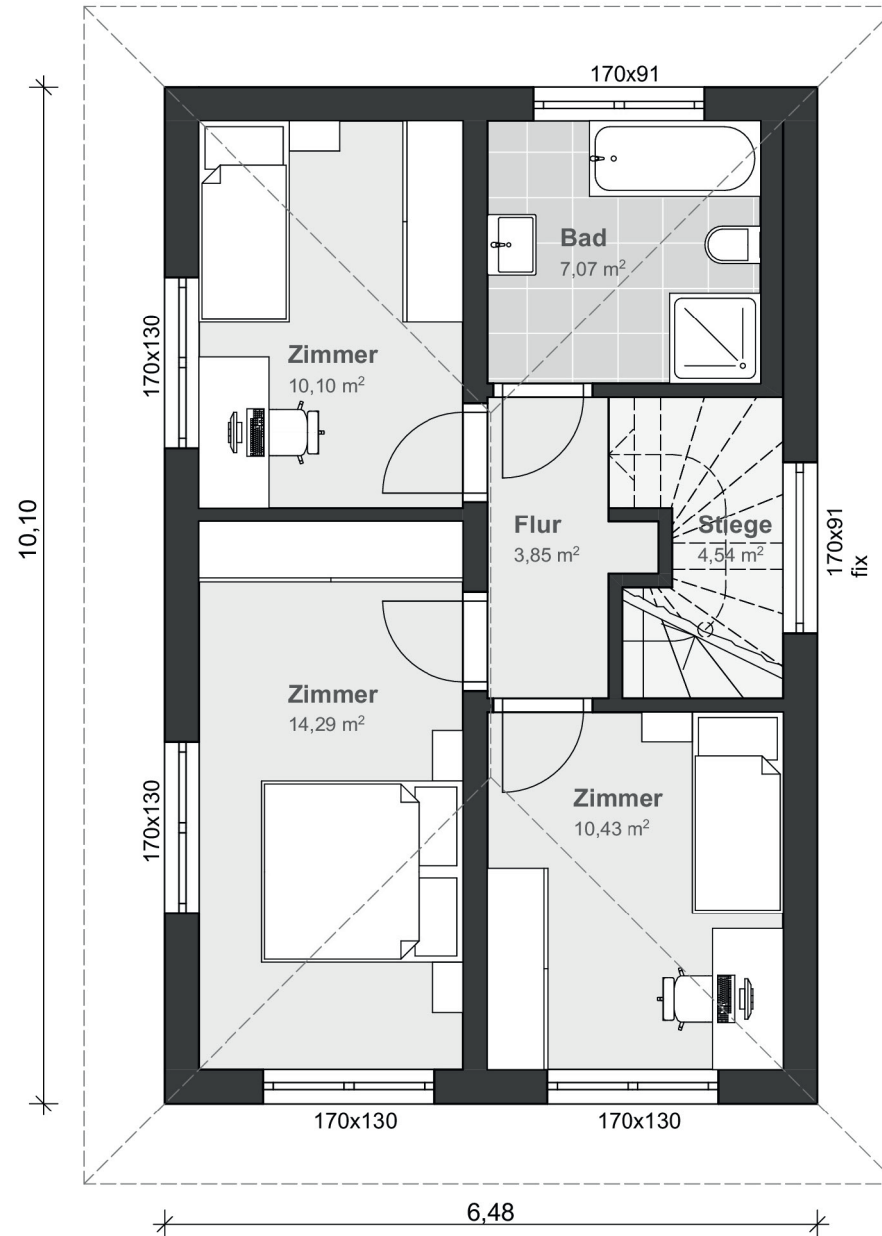 170x91
Bad
7,07 m²
Zimmer
10,10 m²
170x130
10,10
Flur
3,85 m²
Stiege
4,54 m²
170x91
fix
Zimmer
14,29 m²
170x130
Zimmer
10,43 m²
170x130
170x130
6,48